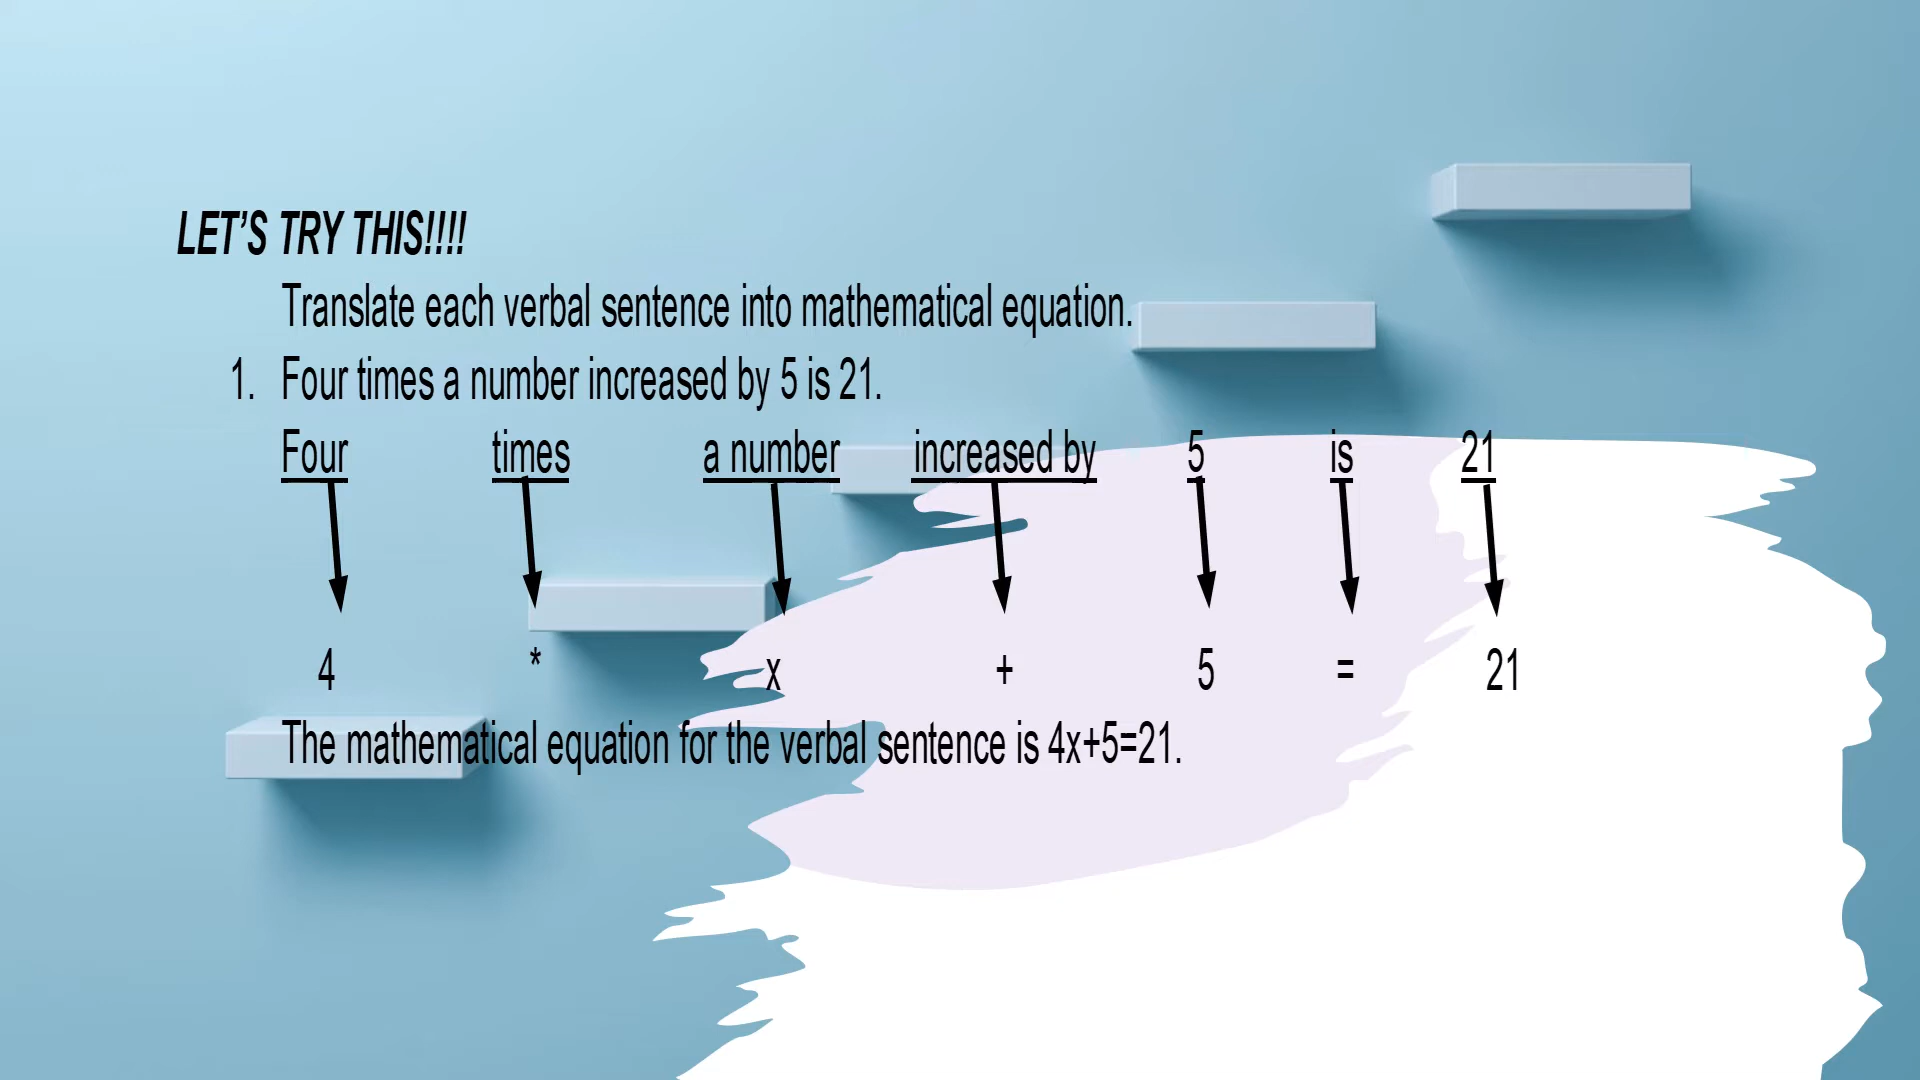 LET’S TRY THIS!!!!
Translate each verbal sentence into mathematical equation.
1. Four times a number increased by 5 is 21.
Four times a number increased by 5 is 21
4 * x + 5 = 21
The mathematical equation for the verbal sentence is 4x+5=21.